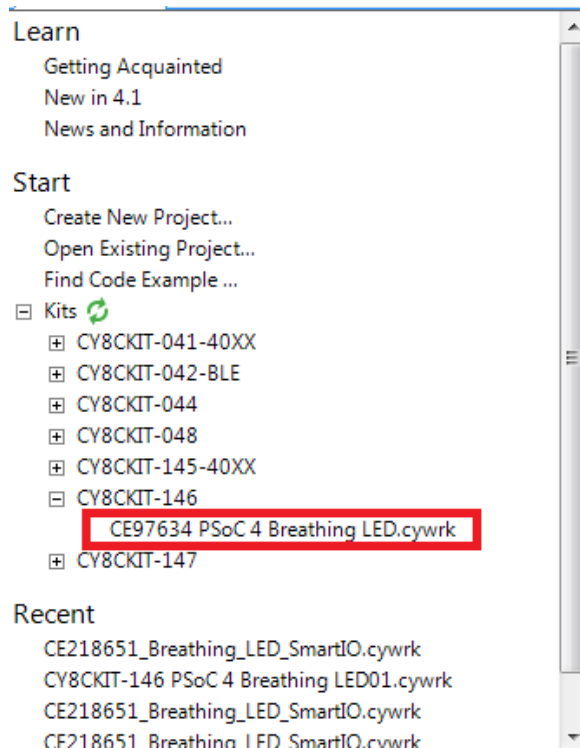 Learn
Getting Acquainted
New in 4.1
News and Information
Start
Create New Project...
Open Existing Project...
Find Code Example ...
Kits
CY8CKIT-041-40XX
CY8CKIT-042-BLE
CY8CKIT-044
CY8CKIT-048
CY8CKIT-145-40XX
CY8CKIT-146
CE97634 PSoC 4 Breathing LED.cywrk
CY8CKIT-147
Recent
CE218651_Breathing_LED_SmartIO.cywrk
CY8CKIT-146 PSoC 4 Breathing LED01.cywrk
CE218651_Breathing_LED_SmartIO.cywrk
CE218651_Breathing_LED_SmartIO.cywrk